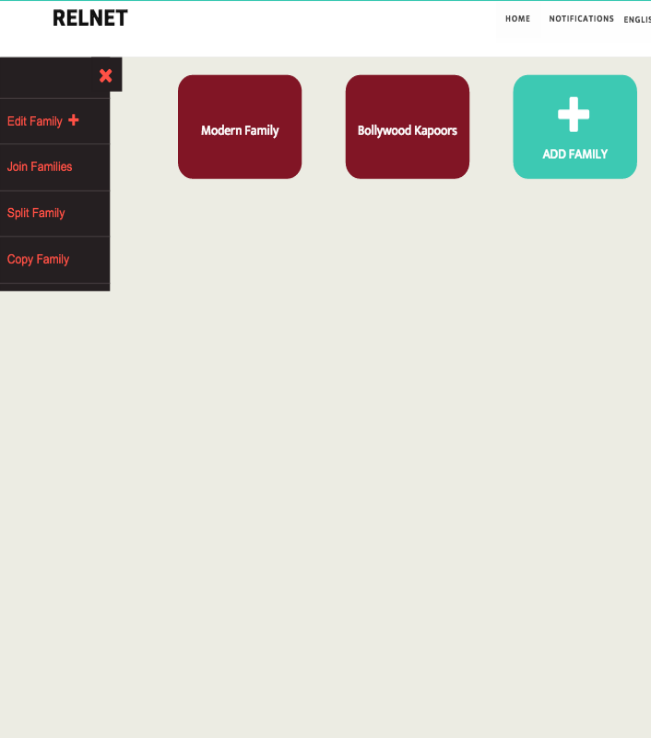 RELNET
HOME NOTIFICATIONS ENGLIS
Edit Family
Join Families
Split Family
Copy Family
Modern Family
Bollywood Kapoors
ADD FAMILY